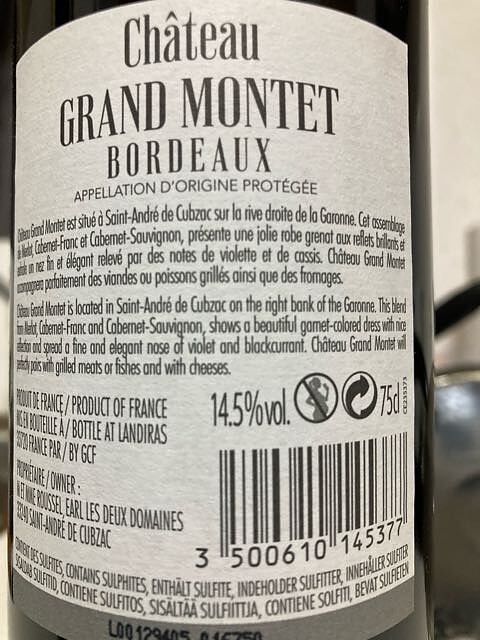 Château
GRAND MONTET
BORDEAUX
APPELLATION D'ORIGINE PROTÉGÉE
Château Grand Montet est situé à Saint-André de Cubzac sur la rive droite de la Garonne. Cet assemblage
de Merlot, Cabernet-Franc et Cabernet-Sauvignon, présente une jolie robe grenat aux reflets brillants et
un nez fin et élégant relevé par des notes de violette et de cassis. Château Grand Montet
accompagnera parfaitement des viandes ou poissons grillés ainsi que des fromages.
Château Grand Montet is located in Saint-André de Cubzac on the right bank of the Garonne. This blend
from Merlot, Cabernet-Franc and Cabernet-Sauvignon, shows a beautiful garnet-colored dress with nice
reflection and spread a fine and elegant nose of violet and blackcurrant. Château Grand Montet will
perfectly pairs with grilled meats or fishes and with cheeses.
PRODUIT DE FRANCE / PRODUCT OF FRANCE
MIS EN BOUTEILLE À / BOTTLE AT LANDIRAS
33720 FRANCE PAR / BY GCF
14.5%vol.
75cl
CE235373
PROPRIÉTAIRE / OWNER :
M ET MME ROUSSEL, EARL LES DEUX DOMAINES
33240 SAINT-ANDRÉ DE CUBZAC
3 500610 145377
CONTIENT DES SULFITES, CONTAINS SULPHITES, ENTHÄLT SULFITE, INDEHOLDER SULFITTER, INNEHÅLLER SULFITER
SISALDAB SULFITID, CONTIENE SULFITOS, SISÄLTÄÄ SULFIITTJA, CONTIENE SOLFITI, BEVAT SULFIETEN